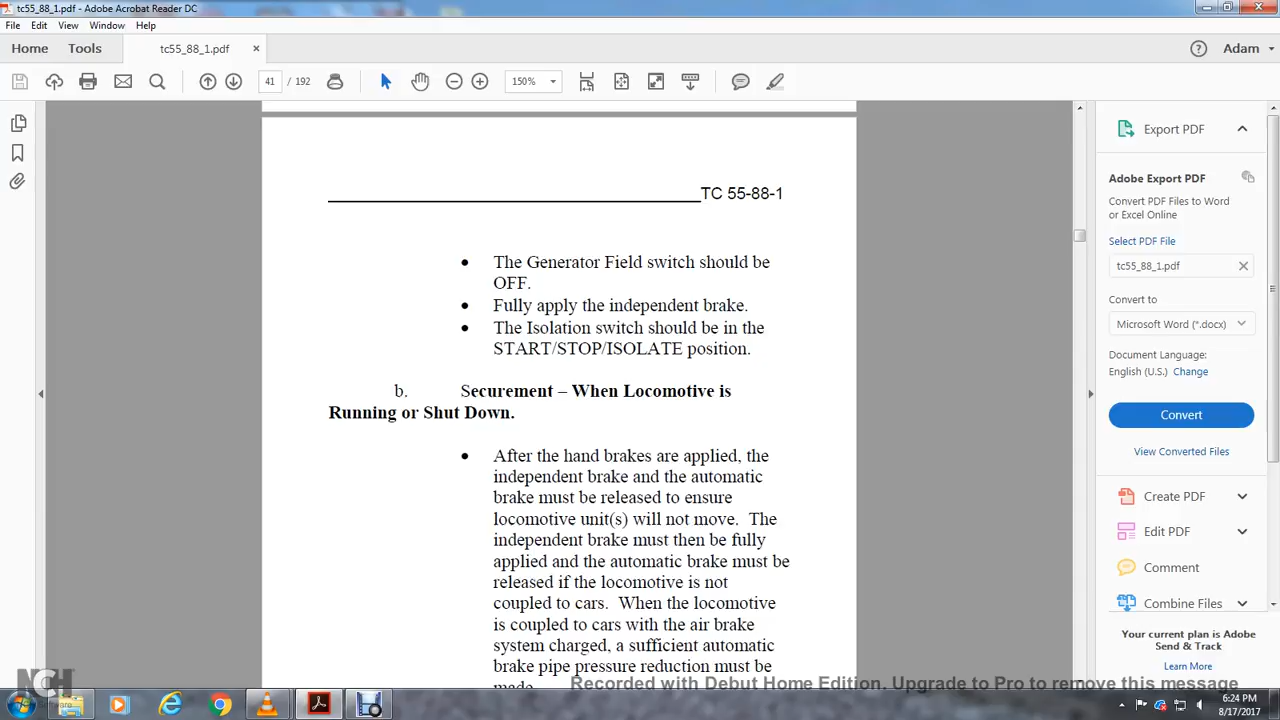 tc55_88_1.pdf - Adobe Acrobat Reader DC
File Edit View Window Help
Home Tools tc55_88_1.pdf × ? Adam
41 / 192 150%
TC 55-88-1
• The Generator Field switch should be
OFF.
• Fully apply the independent brake.
• The Isolation switch should be in the
START/STOP/ISOLATE position.
b. Securement – When Locomotive is
Running or Shut Down.
• After the hand brakes are applied, the
independent brake and the automatic
brake must be released to ensure
locomotive unit(s) will not move. The
independent brake must then be fully
applied and the automatic brake must be
released if the locomotive is not
coupled to cars. When the locomotive
is coupled to cars with the air brake
system charged, a sufficient automatic
brake pipe pressure reduction must be
made
Export PDF
Adobe Export PDF
Convert PDF Files to Word
or Excel Online
Select PDF File
tc55_88_1.pdf
Convert to
Microsoft Word (*.docx)
Document Language:
English (U.S.) Change
Convert
View Converted Files
Create PDF
Edit PDF
Comment
Combine Files
Your current plan is Adobe
Send & Track
Learn More
NCH
Software
Recorded with Debut Home Edition. Upgrade to Pro to remove this message
6:24 PM
8/17/2017